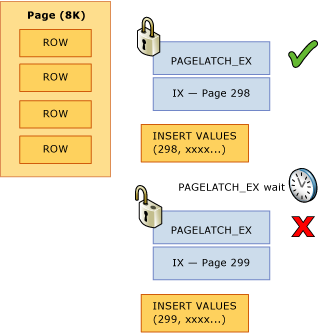 Page (8K)
ROW
ROW
ROW
ROW
PAGELATCH_EX
IX — Page 298
INSERT VALUES
(298, xxxx...)
PAGELATCH_EX wait
PAGELATCH_EX
IX — Page 299
INSERT VALUES
(299, xxxx...)